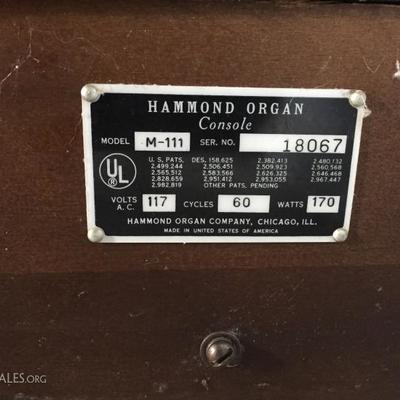 HAMMOND ORGAN
Console
MODEL M-111 SER. NO. 18067
U.S. PATS. DES. 158,625 2,382,413 2,480,132
2,499,244 2,506,451 2,509,923 2,560,568
2,565,512 2,583,566 2,626,325 2,646,468
2,828,659 2,951,412 2,953,055 2,967,447
2,982,819 OTHER PATS. PENDING
UL
VOLTS A.C. 117 CYCLES 60 WATTS 170
HAMMOND ORGAN COMPANY, CHICAGO, ILL.
MADE IN UNITED STATES OF AMERICA
ALES.ORG